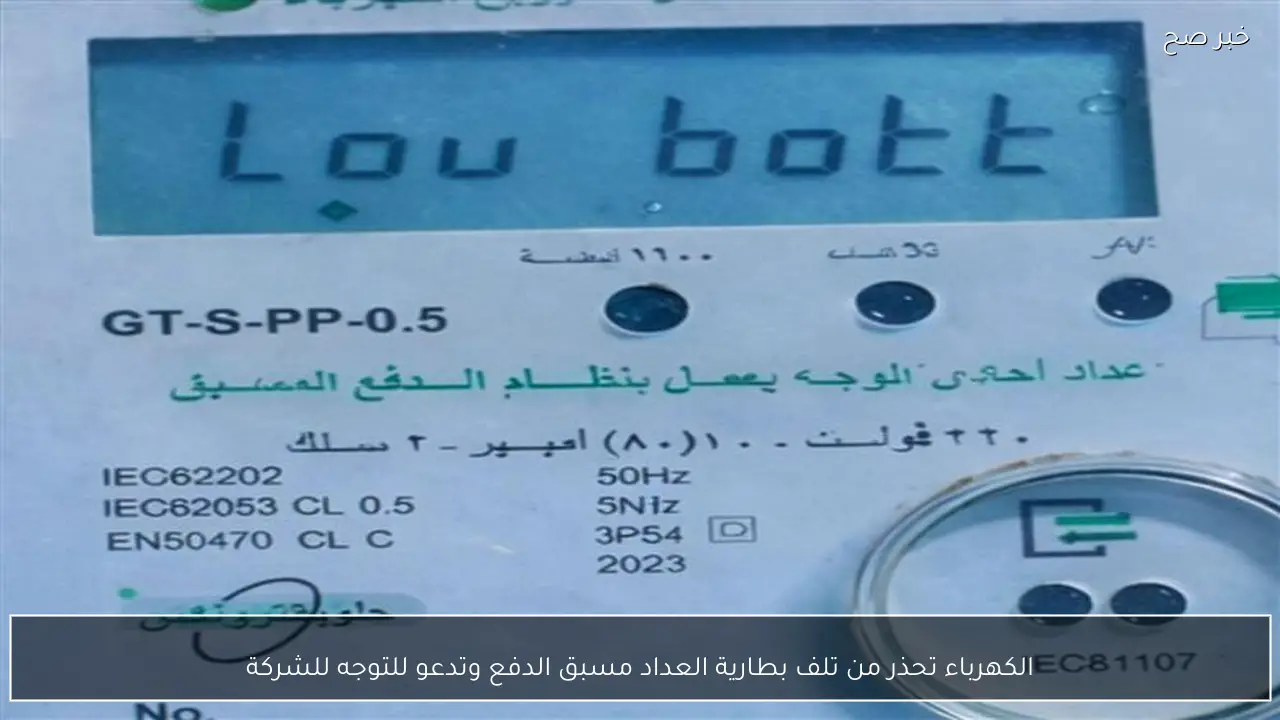 خبر صح
Lou bott
١٦٠٠
GT-S-PP-0.5
عداد أحادى الوجه يعمل بنظام الدفع المسبق
٢٢٠ فولت - ١٠(٨٠) امبير - ٢ سلك
IEC62202
50Hz
IEC62053 CL 0.5
EN50470 CL C
3P54
2023
الكهرباء تحذر من تلف بطارية العداد مسبق الدفع وتدعو للتوجه للشركة
IEC81107
No.